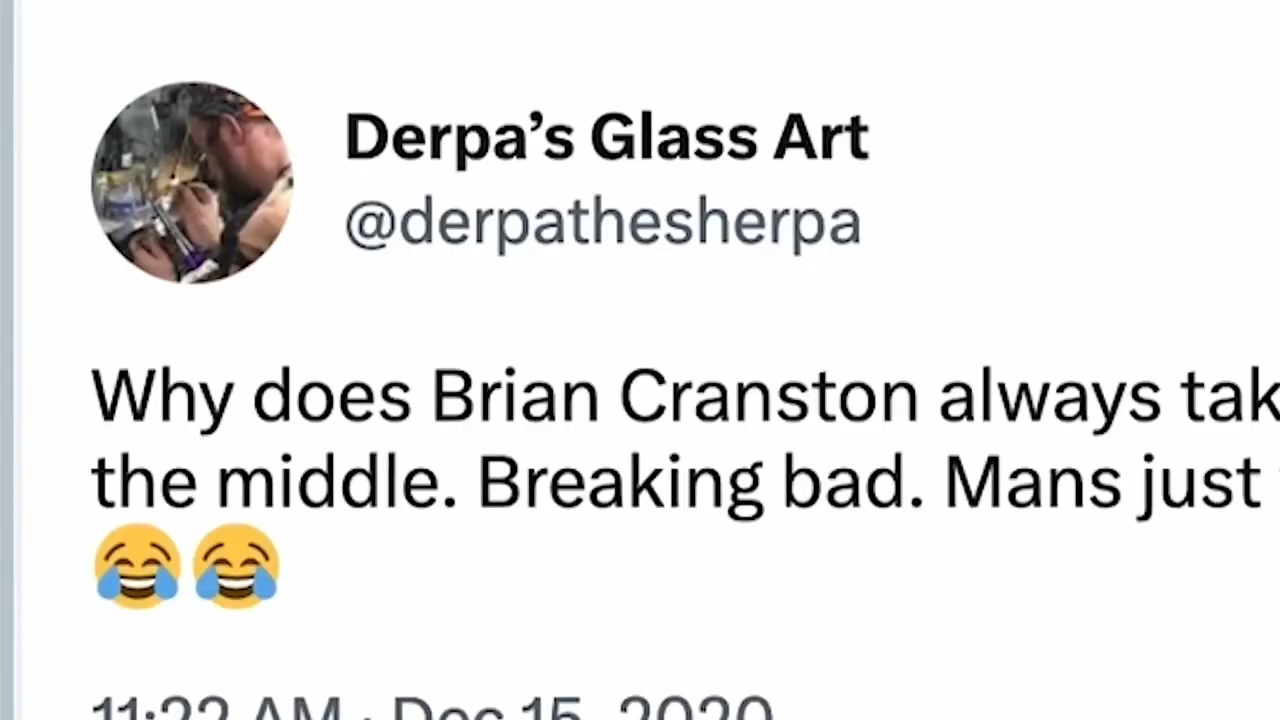 Derpa’s Glass Art
@derpathesherpa
Why does Brian Cranston always tak
the middle. Breaking bad. Mans just
😂😂
11:22 AM · Dec 15, 2020